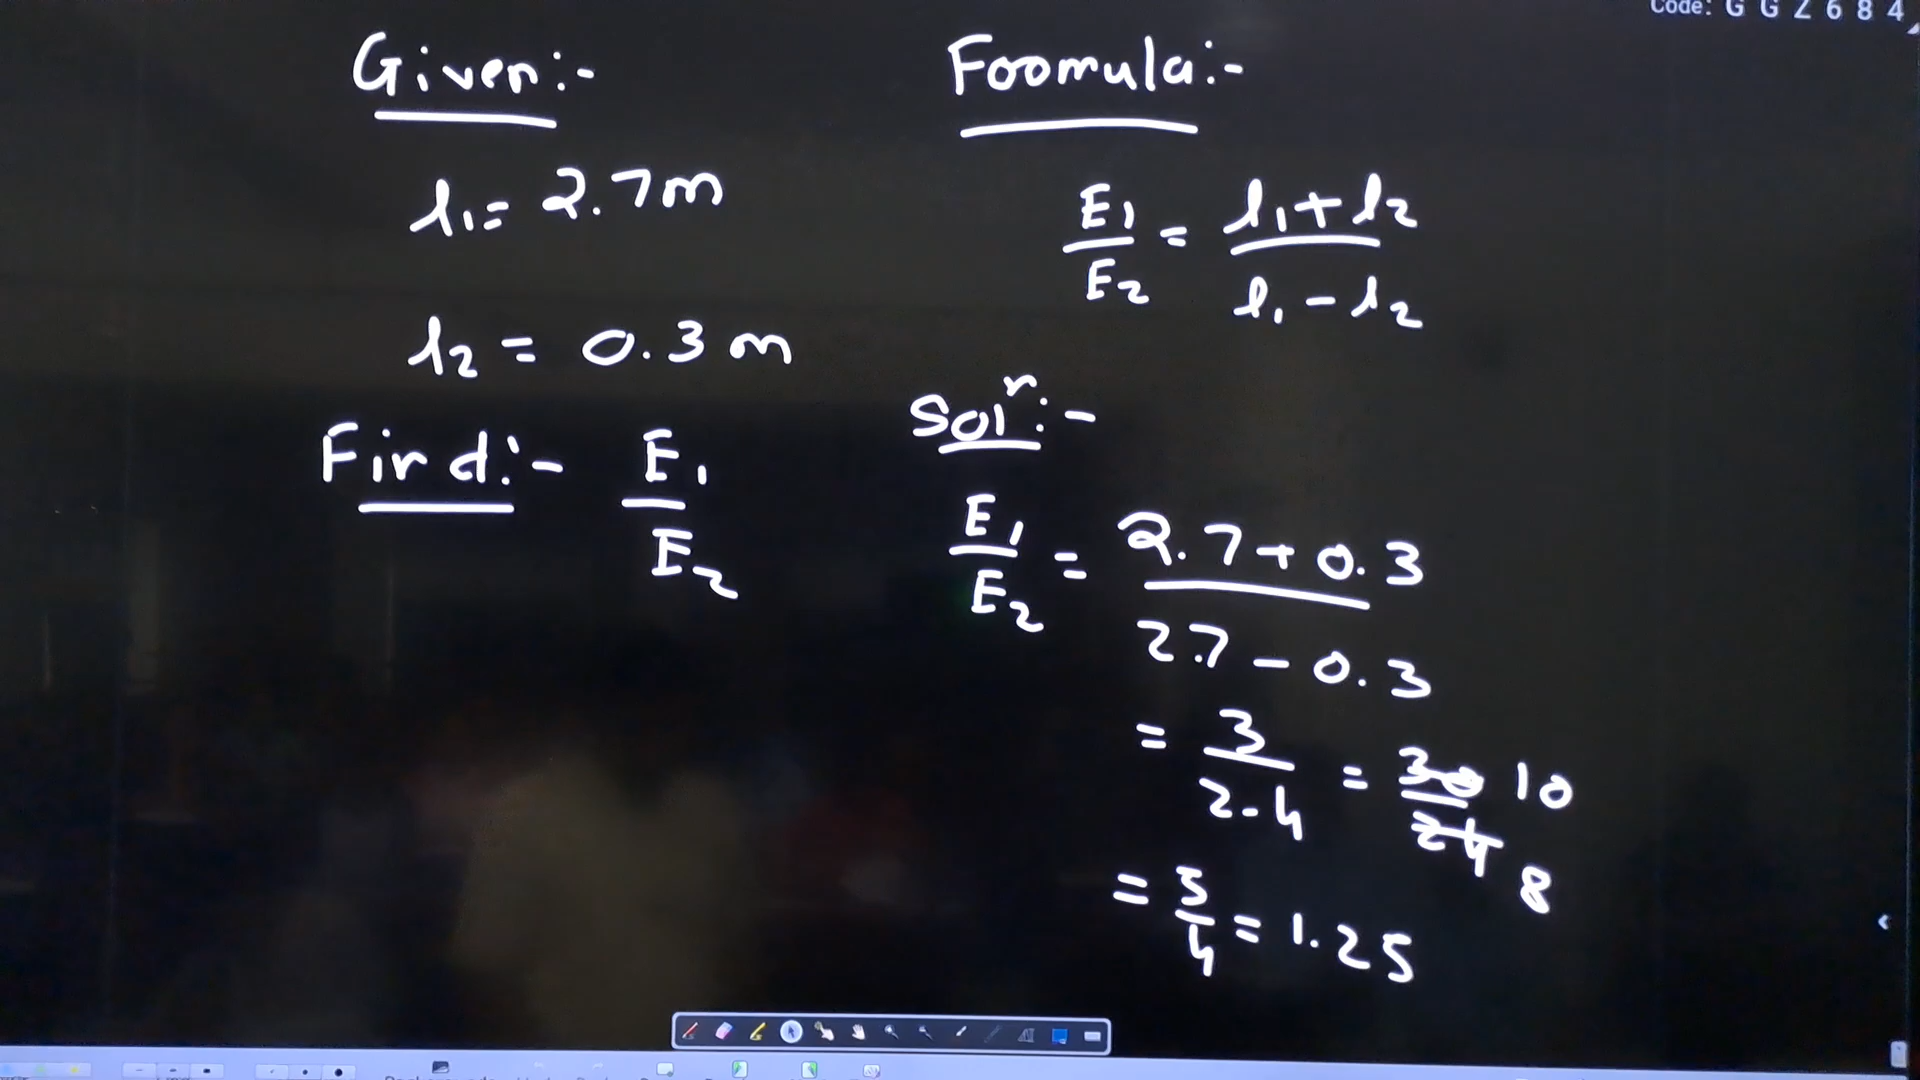 Code: G G Z 6 8 4
Given:-
l1= 2.7m
l2 = 0.3 m
Find:- E1/E2
Foomula:-
E1/E2 = l1+l2/l1-l2
Soln:-
E1/E2 = 2.7+0.3/2.7-0.3
= 3/2.4 = 30/24 10/8
= 5/4 = 1.25